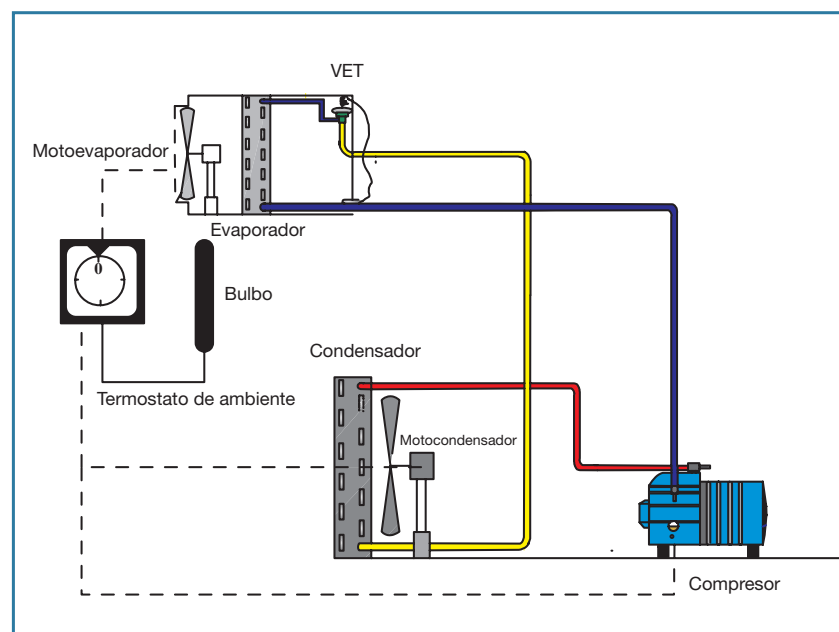 VET
Motoevaporador
Evaporador
0
Bulbo
Condensador
Termostato de ambiente
Motocondensador
Compresor